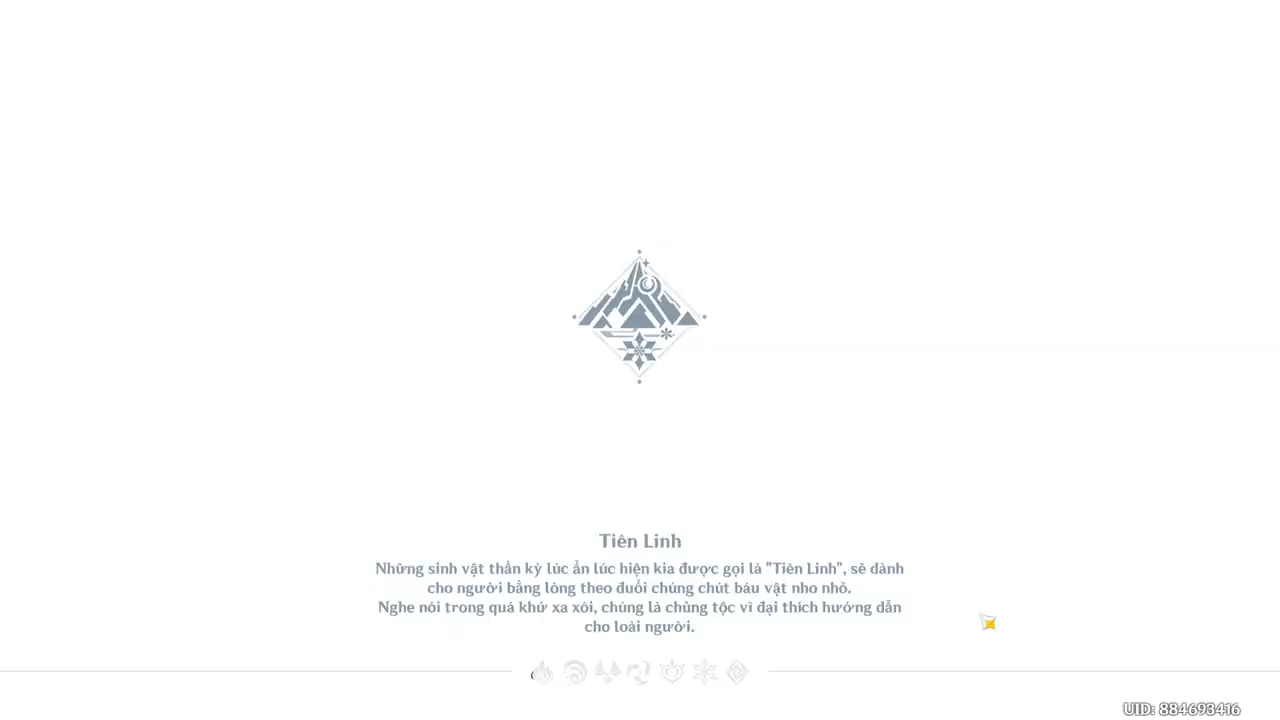 Tiên Linh
Những sinh vật thần kỳ lúc ẩn lúc hiện kia được gọi là "Tiên Linh", sẽ dành
cho người bằng lòng theo đuổi chúng chút báu vật nho nhỏ.
Nghe nói trong quá khứ xa xôi, chúng là chủng tộc vĩ đại thích hướng dẫn
cho loài người.
UID: 884693416